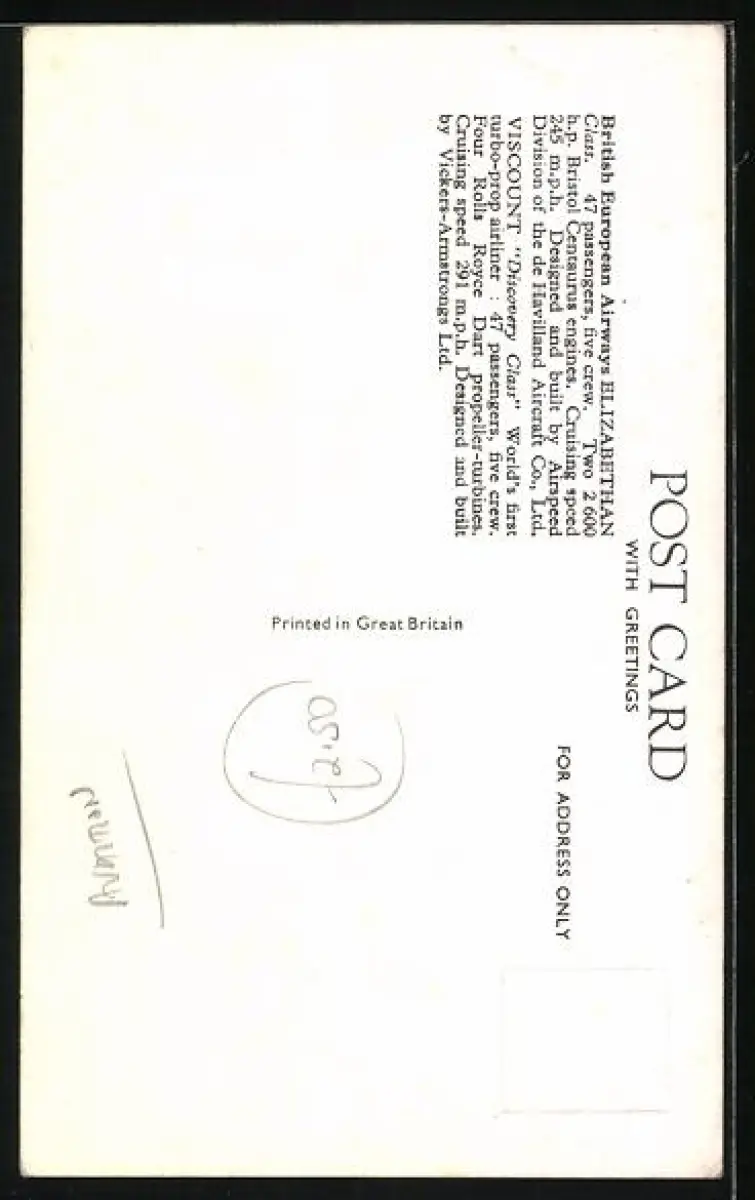 POST CARD
WITH GREETINGS
British European Airways ELIZABETHAN
Class. 47 passengers, five crew. Two 2 600
h.p. Bristol Centaurus engines. Cruising speed
245 m.p.h. Designed and built by Airspeed
Division of the de Havilland Aircraft Co., Ltd.
VISCOUNT "Discovery Class" World's first
turbo-prop airliner : 47 passengers, five crew.
Four Rolls Royce Dart propeller-turbines.
Cruising speed 291 m.p.h. Designed and built
by Vickers-Armstrongs Ltd.
FOR ADDRESS ONLY
Printed in Great Britain